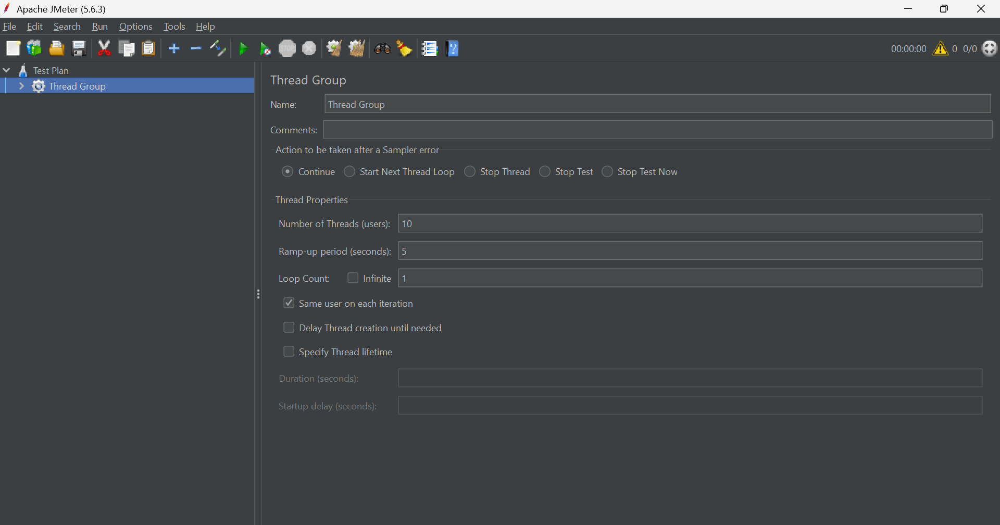 Apache JMeter (5.6.3)
File Edit Search Run Options Tools Help
STOP
?
00:00:00 0 0/0
Test Plan
Thread Group
Thread Group
Name: Thread Group
Comments:
Action to be taken after a Sampler error
Continue Start Next Thread Loop Stop Thread Stop Test Stop Test Now
Thread Properties
Number of Threads (users): 10
Ramp-up period (seconds): 5
Loop Count: Infinite 1
Same user on each iteration
Delay Thread creation until needed
Specify Thread lifetime
Duration (seconds):
Startup delay (seconds):